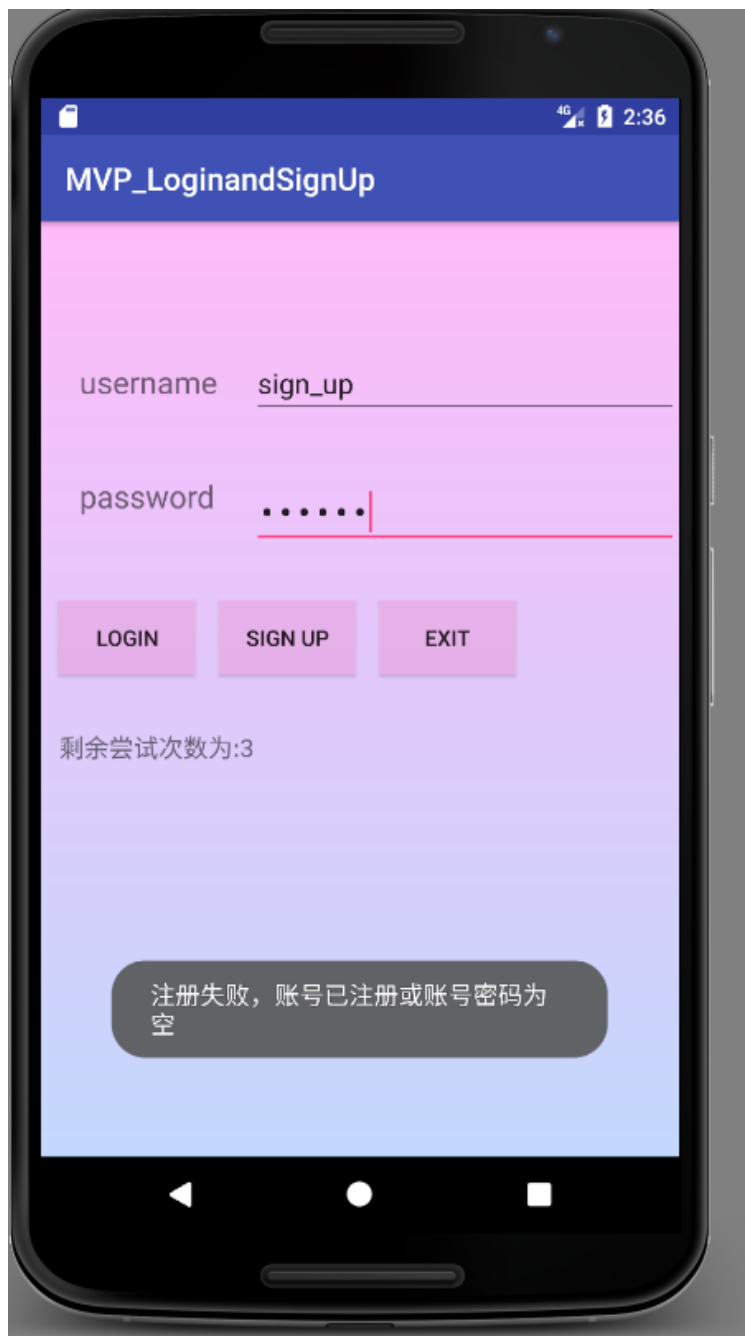 4G 2:36
MVP_LoginandSignUp
username sign_up
password ••••••
LOGIN SIGN UP EXIT
剩余尝试次数为:3
注册失败，账号已注册或账号密码为
空